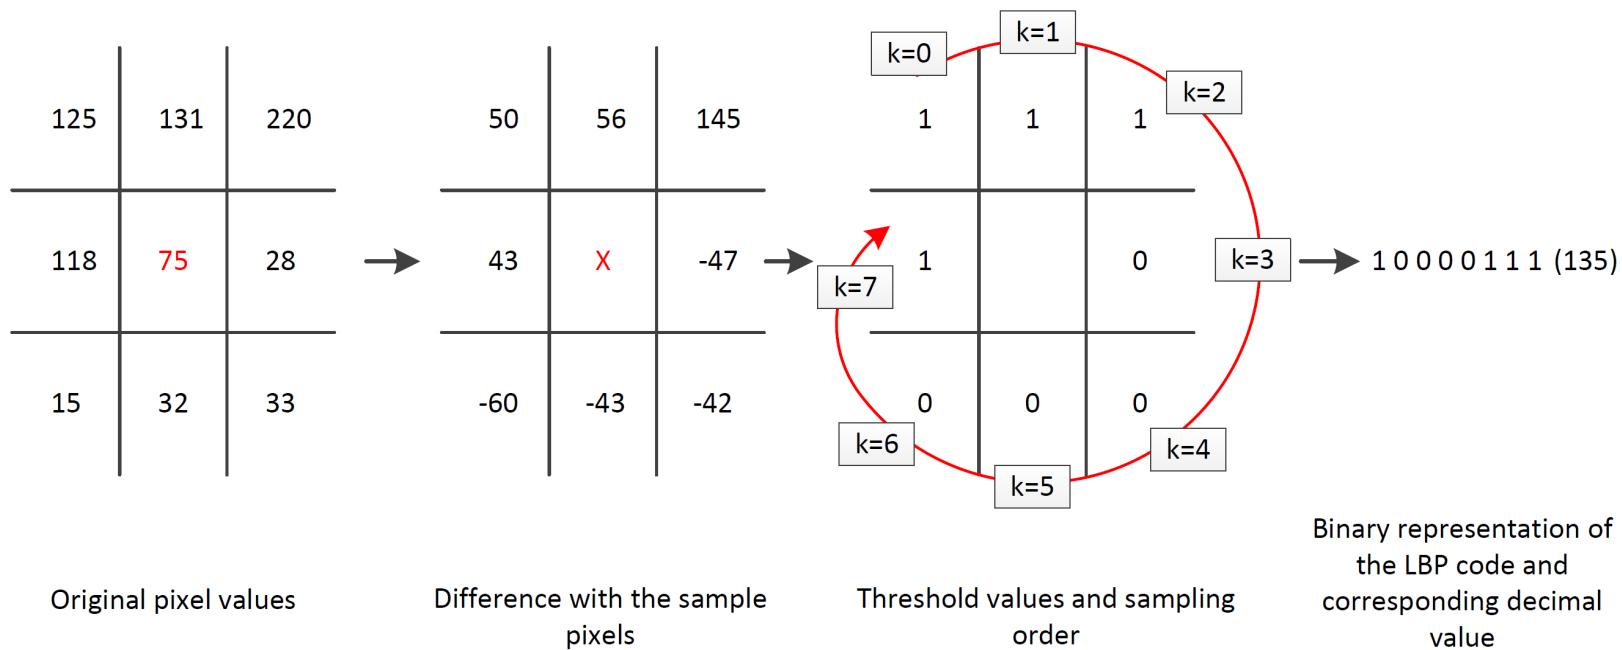 k=0
k=1
k=2
125 131 220
50 56 145
1 1 1
118 75 28
43 X -47
1 0
k=3
k=7
1 0 0 0 0 1 1 1 (135)
15 32 33
-60 -43 -42
0 0 0
k=6
k=5
k=4
Original pixel values
Difference with the sample
pixels
Threshold values and sampling
order
Binary representation of
the LBP code and
corresponding decimal
value